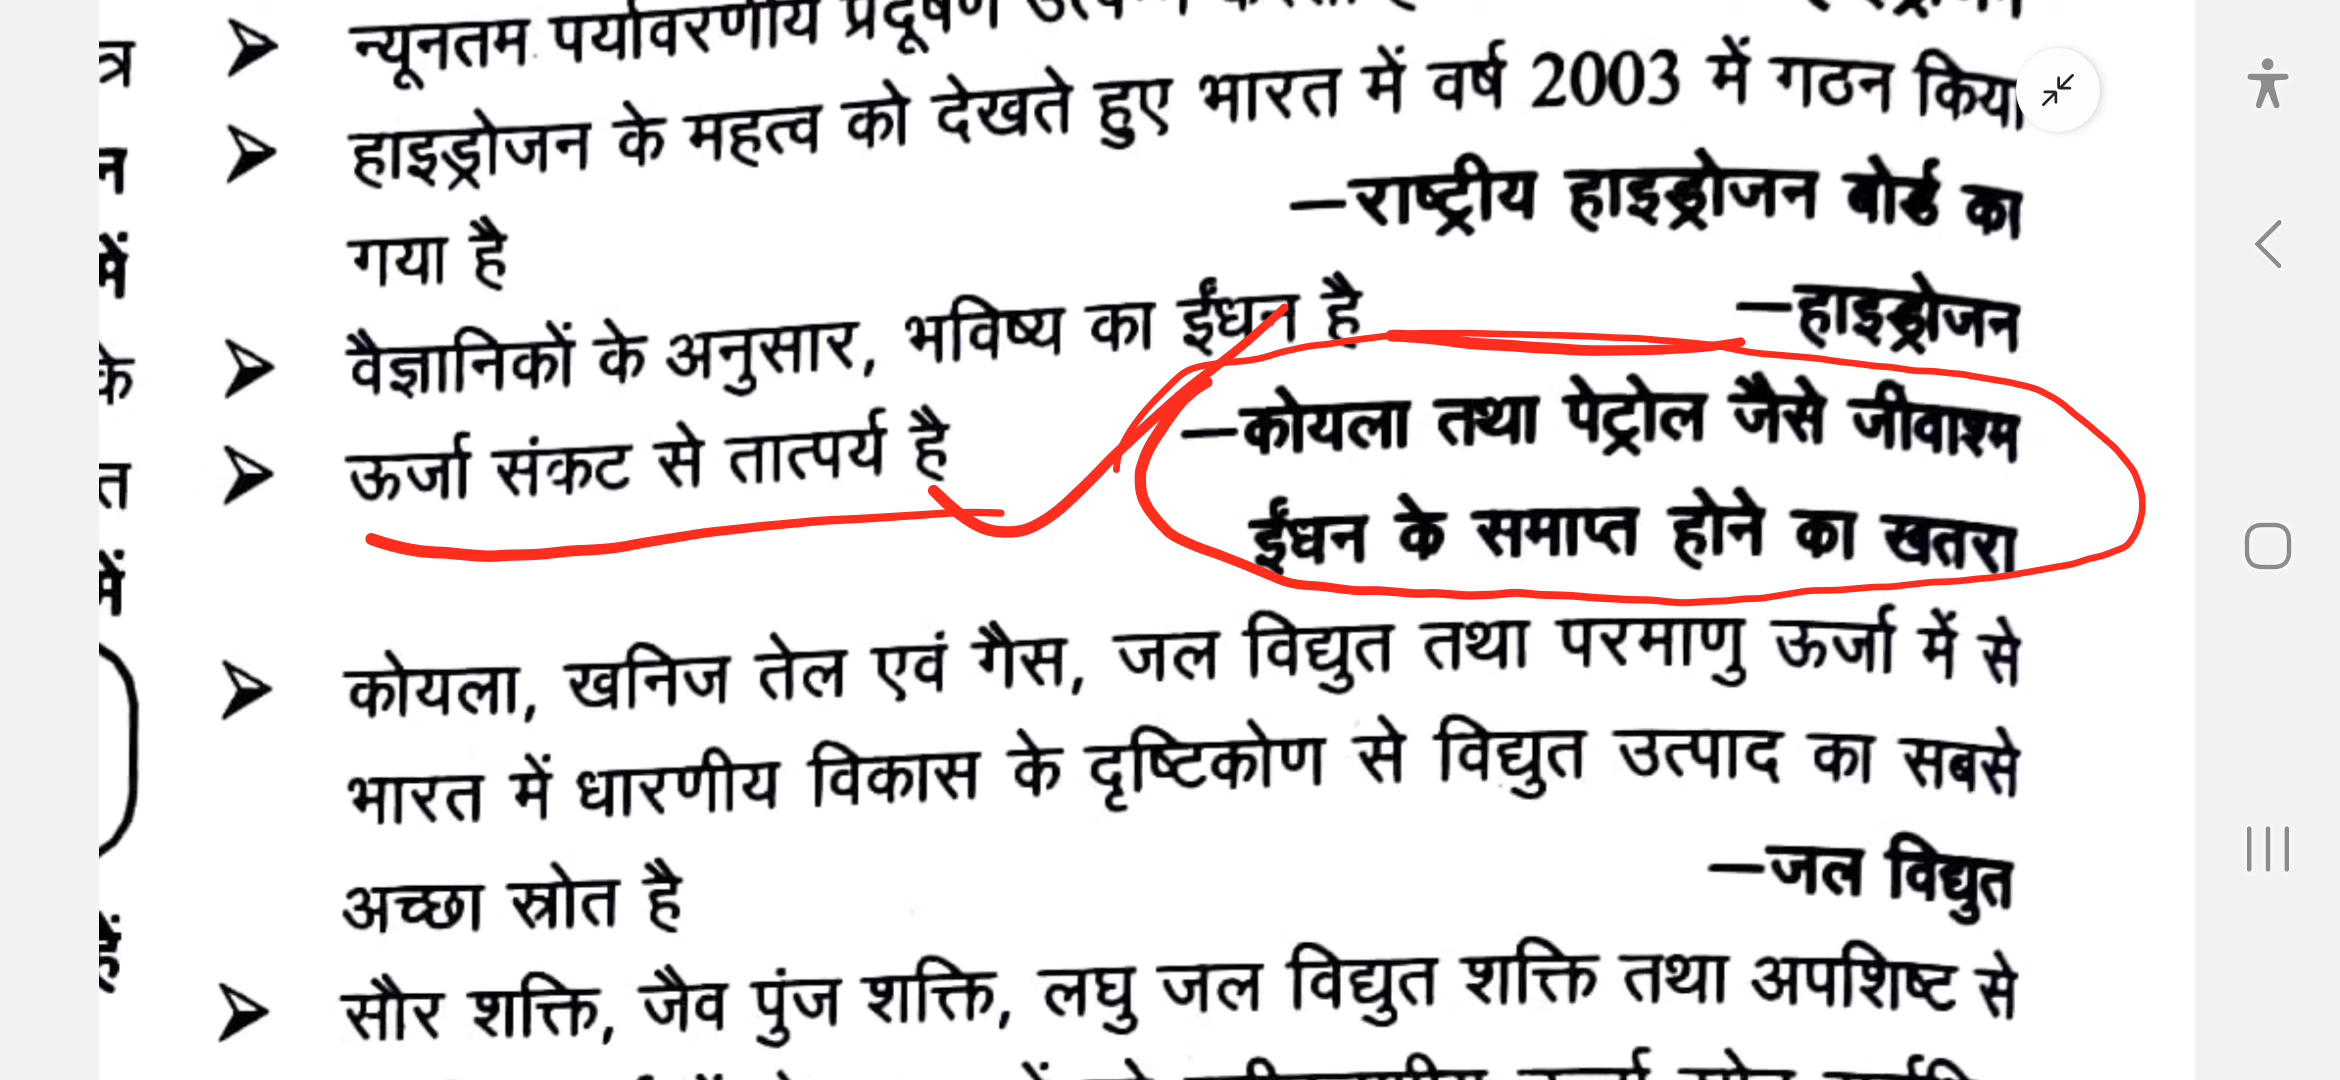 त्र
न्यूनतम पर्यावरणीय प्रदूषण
हाइड्रोजन के महत्व को देखते हुए भारत में वर्ष 2003 में गठन किया
न
—राष्ट्रीय हाइड्रोजन बोर्ड का
गया है
में
वैज्ञानिकों के अनुसार, भविष्य का ईंधन है —हाइड्रोजन
के
ऊर्जा संकट से तात्पर्य है —कोयला तथा पेट्रोल जैसे जीवाश्म
त
ईंधन के समाप्त होने का खतरा
में
कोयला, खनिज तेल एवं गैस, जल विद्युत तथा परमाणु ऊर्जा में से
भारत में धारणीय विकास के दृष्टिकोण से विद्युत उत्पाद का सबसे
अच्छा स्रोत है —जल विद्युत
सौर शक्ति, जैव पुंज शक्ति, लघु जल विद्युत शक्ति तथा अपशिष्ट से